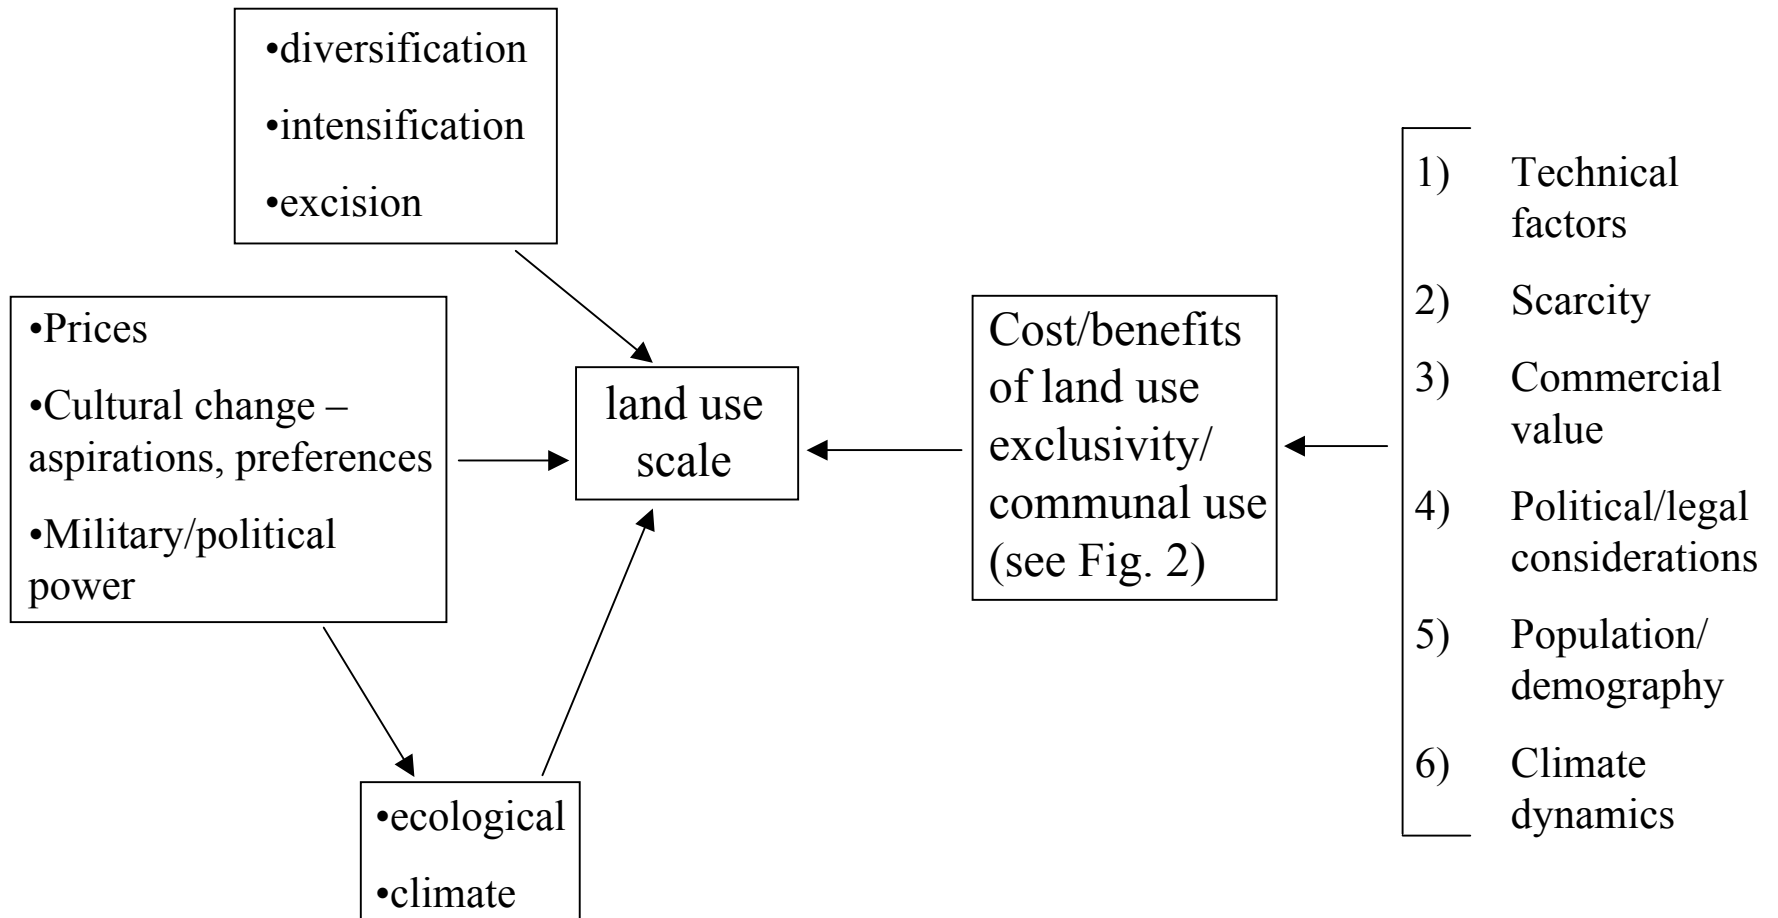 •diversification
•intensification
•excision
•Prices
•Cultural change –
aspirations, preferences
•Military/political
power
land use
scale
•ecological
•climate
Cost/benefits
of land use
exclusivity/
communal use
(see Fig. 2)
1) Technical
factors
2) Scarcity
3) Commercial
value
4) Political/legal
considerations
5) Population/
demography
6) Climate
dynamics